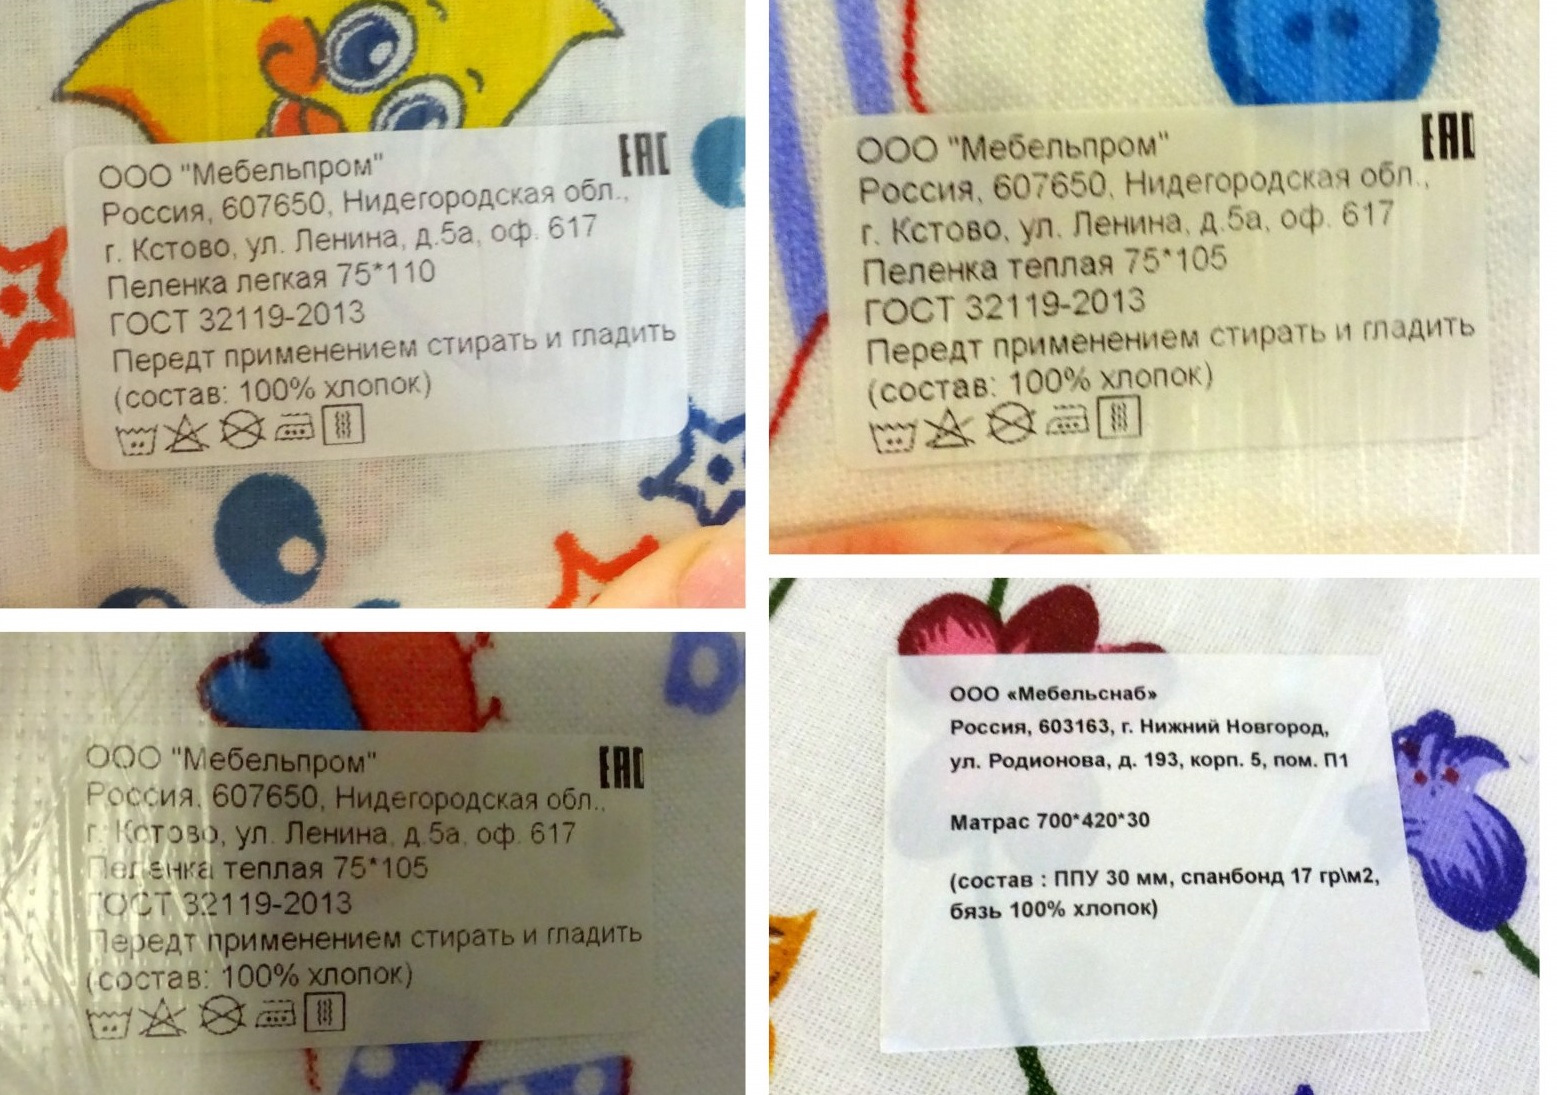 ООО "Мебельпром"
EAC
Россия, 607650, Нидегородская обл.,
г. Кстово, ул. Ленина, д.5а, оф. 617
Пеленка легкая 75*110
ГОСТ 32119-2013
Передт применением стирать и гладить
(состав: 100% хлопок)
ООО "Мебельпром"
EAC
Россия, 607650, Нидегородская обл.,
г. Кстово, ул. Ленина, д.5а, оф. 617
Пеленка теплая 75*105
ГОСТ 32119-2013
Передт применением стирать и гладить
(состав: 100% хлопок)
ООО "Мебельпром"
EAC
Россия, 607650, Нидегородская обл.,
г. Кстово, ул. Ленина, д.5а, оф. 617
Пеленка теплая 75*105
ГОСТ 32119-2013
Передт применением стирать и гладить
(состав: 100% хлопок)
ООО «Мебельснаб»
Россия, 603163, г. Нижний Новгород,
ул. Родионова, д. 193, корп. 5, пом. П1
Матрас 700*420*30
(состав : ППУ 30 мм, спанбонд 17 гр\м2,
бязь 100% хлопок)